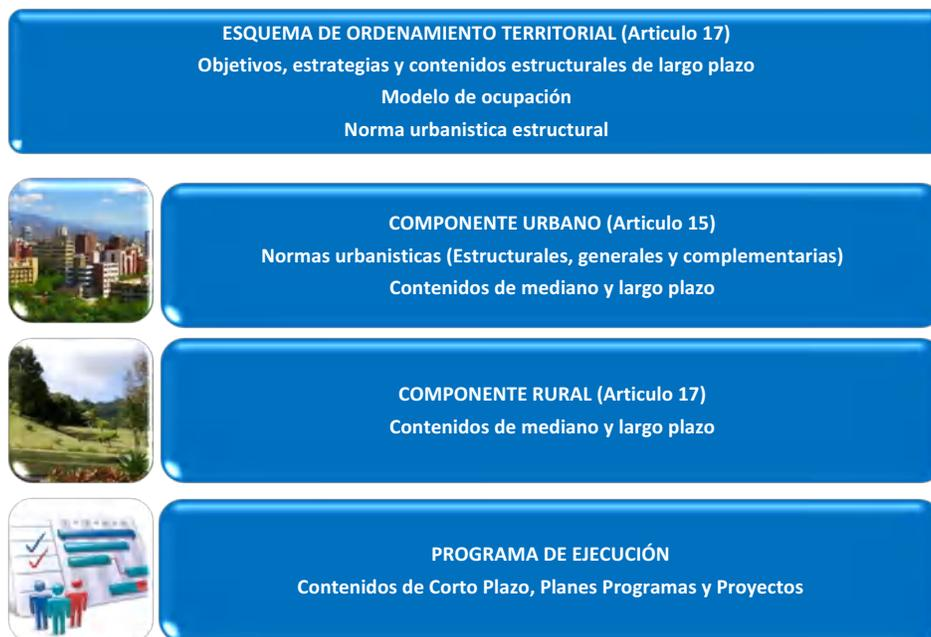 ESQUEMA DE ORDENAMIENTO TERRITORIAL (Articulo 17)
Objetivos, estrategias y contenidos estructurales de largo plazo
Modelo de ocupación
Norma urbanistica estructural
COMPONENTE URBANO (Articulo 15)
Normas urbanisticas (Estructurales, generales y complementarias)
Contenidos de mediano y largo plazo
COMPONENTE RURAL (Articulo 17)
Contenidos de mediano y largo plazo
PROGRAMA DE EJECUCIÓN
Contenidos de Corto Plazo, Planes Programas y Proyectos